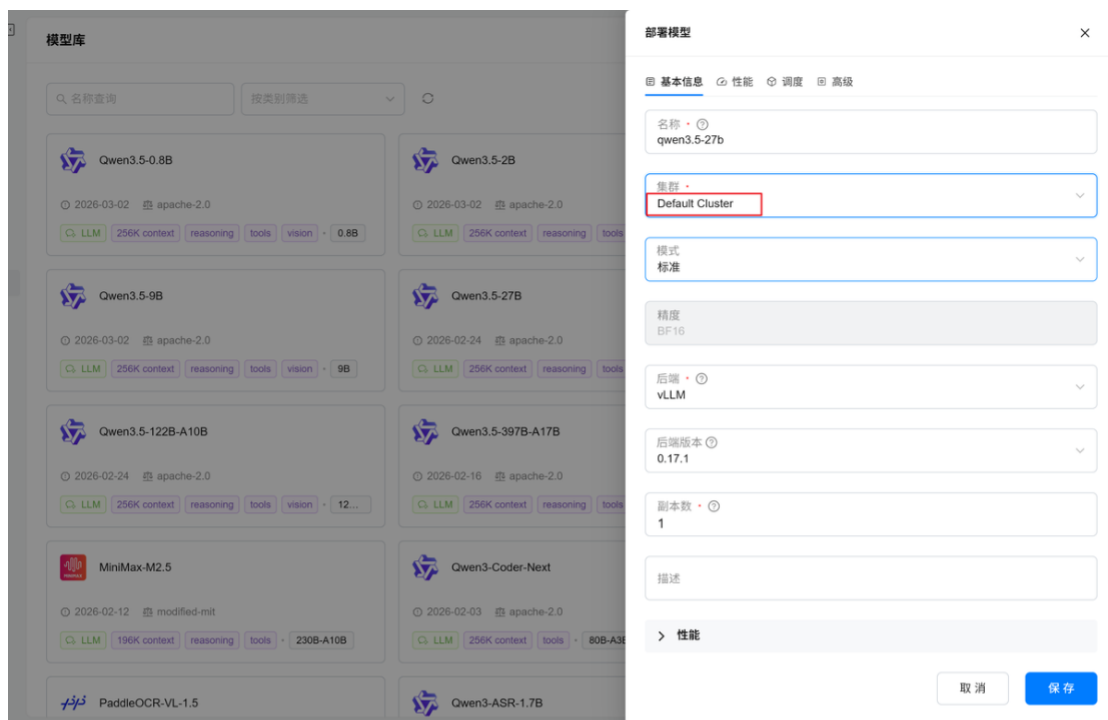 模型库
名称查询
按类别筛选
Qwen3.5-0.8B
2026-03-02 apache-2.0
LLM 256K context reasoning tools vision · 0.8B
Qwen3.5-2B
2026-03-02 apache-2.0
LLM 256K context reasoning tools
Qwen3.5-9B
2026-03-02 apache-2.0
LLM 256K context reasoning tools vision · 9B
Qwen3.5-27B
2026-02-24 apache-2.0
LLM 256K context reasoning tools
Qwen3.5-122B-A10B
2026-02-24 apache-2.0
LLM 256K context reasoning tools vision · 12...
Qwen3.5-397B-A17B
2026-02-16 apache-2.0
LLM 256K context reasoning tools
MiniMax-M2.5
2026-02-12 modified-mit
LLM 196K context reasoning tools · 230B-A10B
Qwen3-Coder-Next
2026-02-03 apache-2.0
LLM 256K context tools · 80B-A3B
PaddleOCR-VL-1.5
Qwen3-ASR-1.7B
部署模型
基本信息 性能 调度 高级
名称 ·
qwen3.5-27b
集群 ·
Default Cluster
模式
标准
精度
BF16
后端 ·
vLLM
后端版本
0.17.1
副本数 ·
1
描述
性能
取消 保存